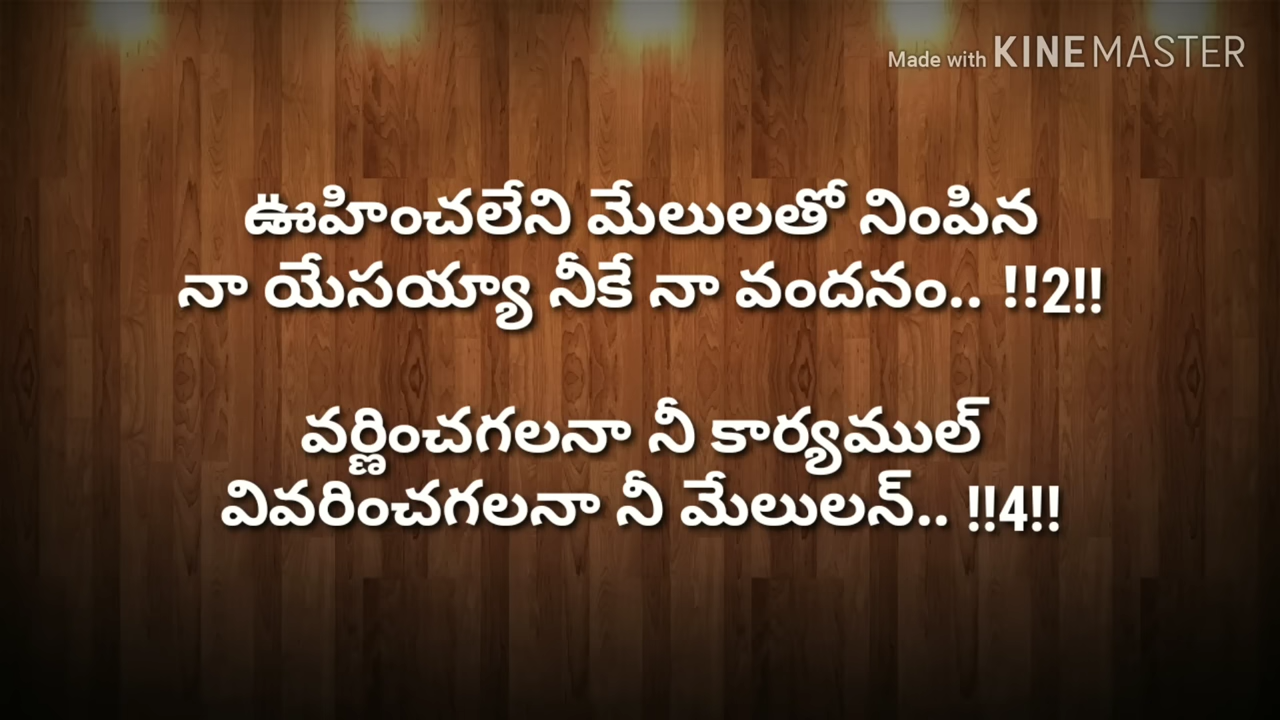 Made with KINEMASTER
ఊహించలేని మేలులతో నింపిన
నా యేసయ్యా నీకే నా వందనం.. !!2!!
వర్ణించగలనా నీ కార్యముల్
వివరించగలనా నీ మేలులన్.. !!4!!